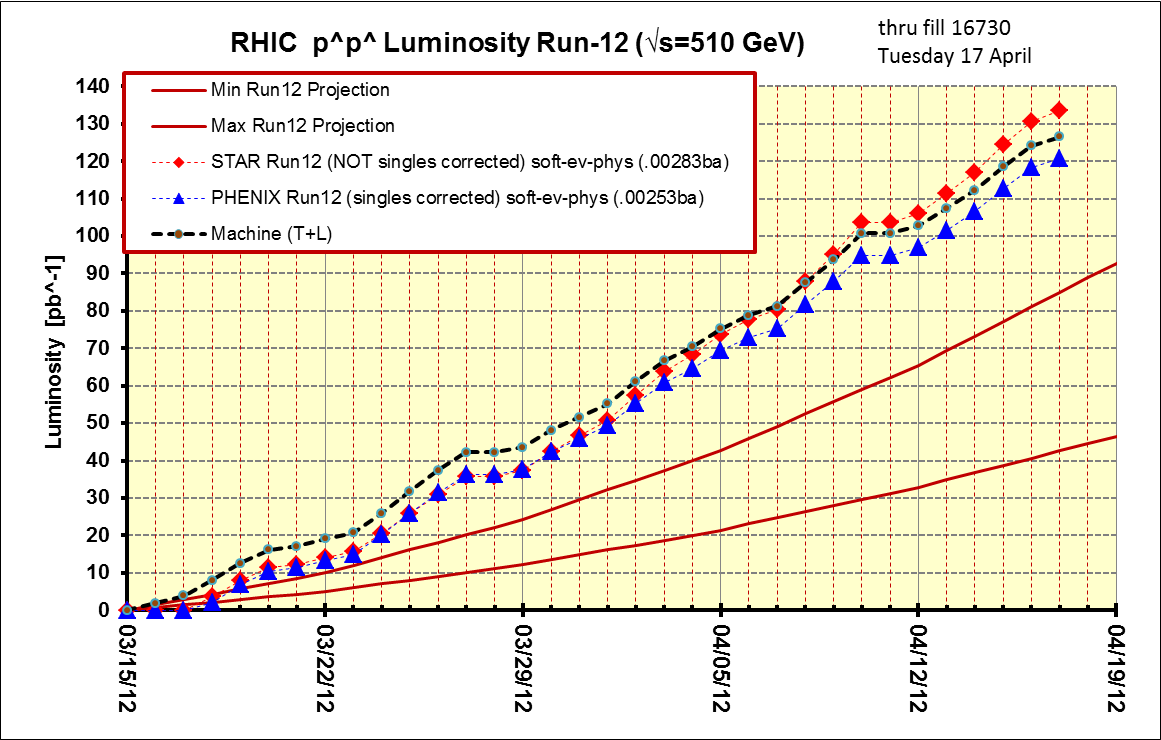 RHIC p^p^ Luminosity Run-12 (√s=510 GeV)
thru fill 16730
Tuesday 17 April
Min Run12 Projection
Max Run12 Projection
STAR Run12 (NOT singles corrected) soft-ev-phys (.00283ba)
PHENIX Run12 (singles corrected) soft-ev-phys (.00253ba)
Machine (T+L)
Luminosity [pb^-1]
140
130
120
110
100
90
80
70
60
50
40
30
20
10
0
03/15/12
03/22/12
03/29/12
04/05/12
04/12/12
04/19/12